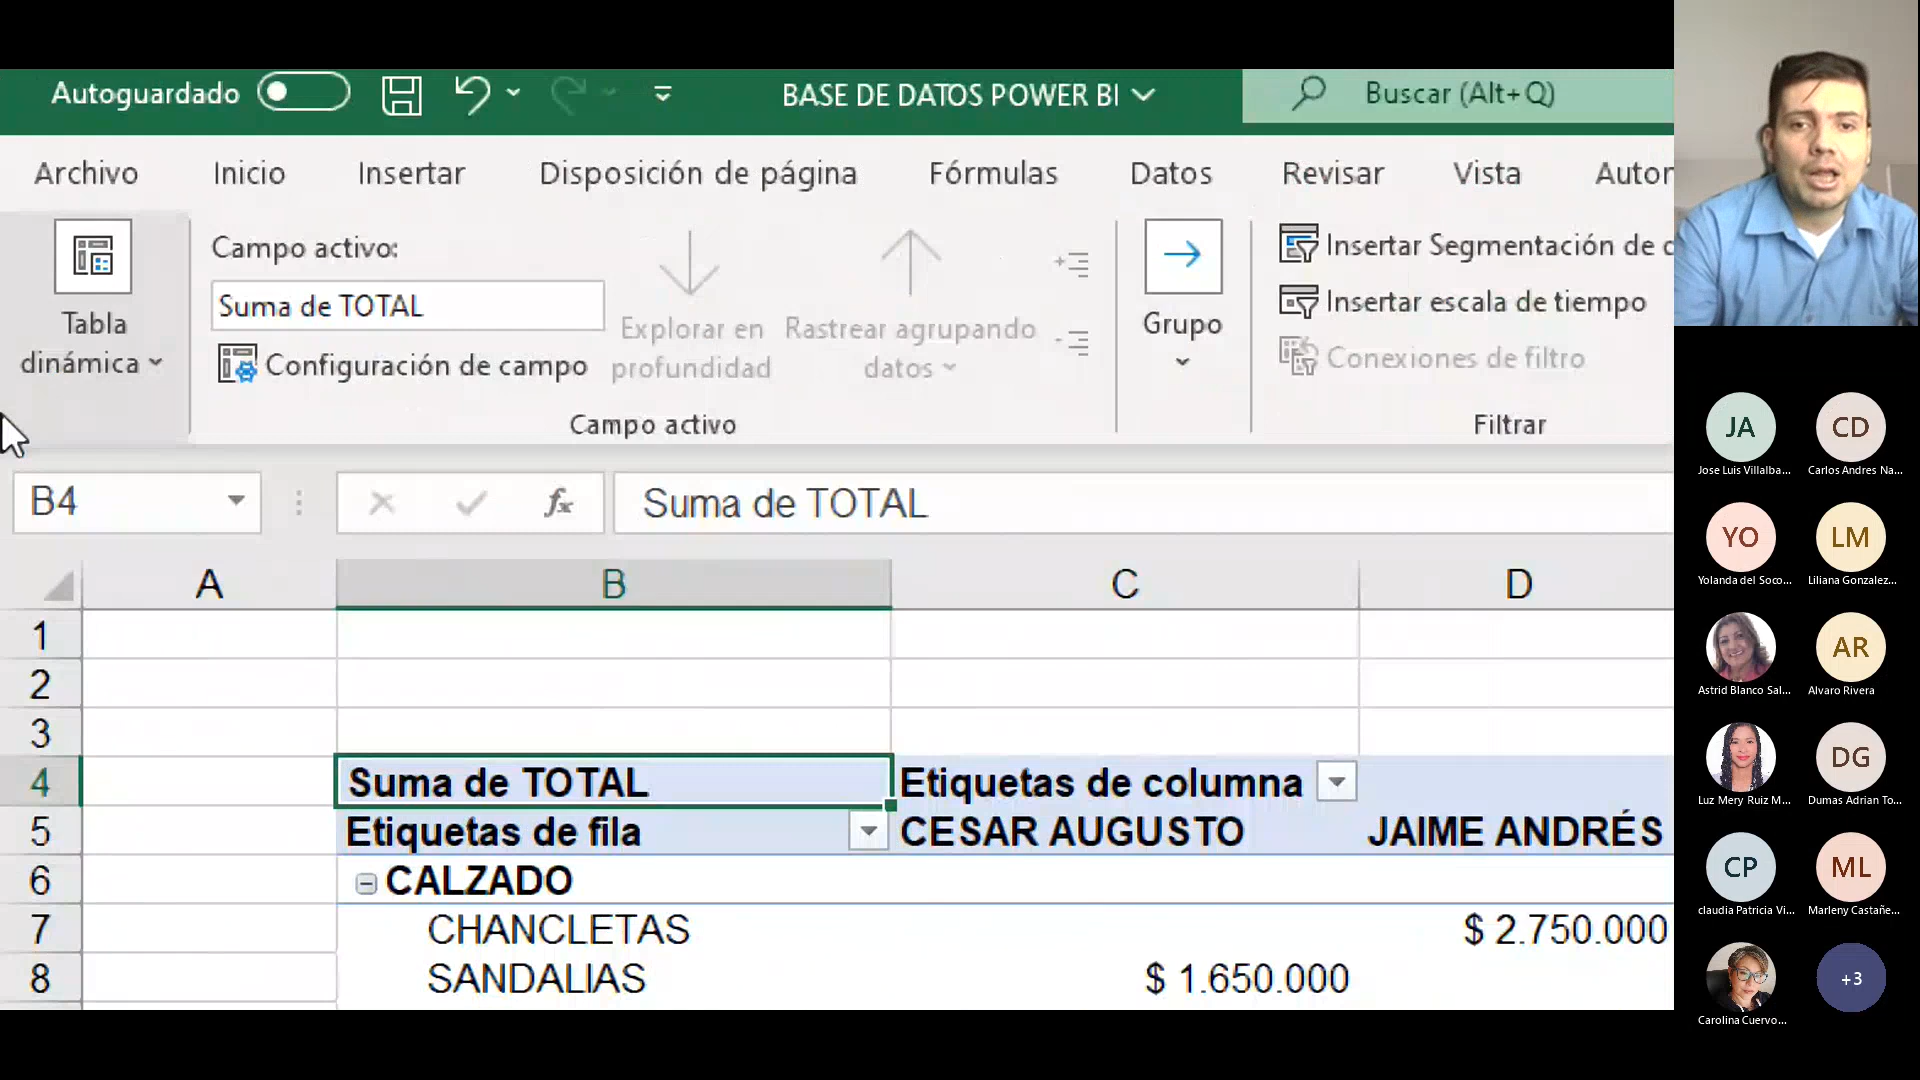 Autoguardado
BASE DE DATOS POWER BI
Buscar (Alt+Q)
Archivo
Inicio
Insertar
Disposición de página
Fórmulas
Datos
Revisar
Vista
Autor
Tabla
dinámica
Campo activo:
Suma de TOTAL
Configuración de campo
Explorar en
profundidad
Rastrear agrupando
datos
Campo activo
Grupo
Insertar Segmentación de d
Insertar escala de tiempo
Conexiones de filtro
Filtrar
B4
fx
Suma de TOTAL
A B C D
1
2
3
4 Suma de TOTAL Etiquetas de columna
5 Etiquetas de fila CESAR AUGUSTO JAIME ANDRÉS
6 CALZADO
7 CHANCLETAS $ 2.750.000
8 SANDALIAS $ 1.650.000
JA
Jose Luis Villalba...
CD
Carlos Andres Na...
YO
Yolanda del Soco...
LM
Liliana Gonzalez...
Astrid Blanco Sal...
AR
Alvaro Rivera
Luz Mery Ruiz M...
DG
Dumas Adrian To...
CP
claudia Patricia Vi...
ML
Marleny Castañe...
Carolina Cuervo...
+3